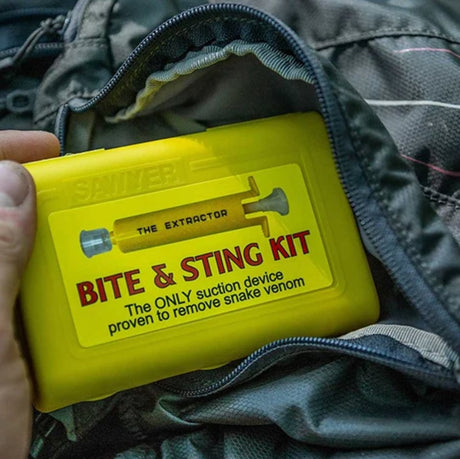 SAWYER
THE EXTRACTOR
BITE & STING KIT
The ONLY suction device
proven to remove snake venom